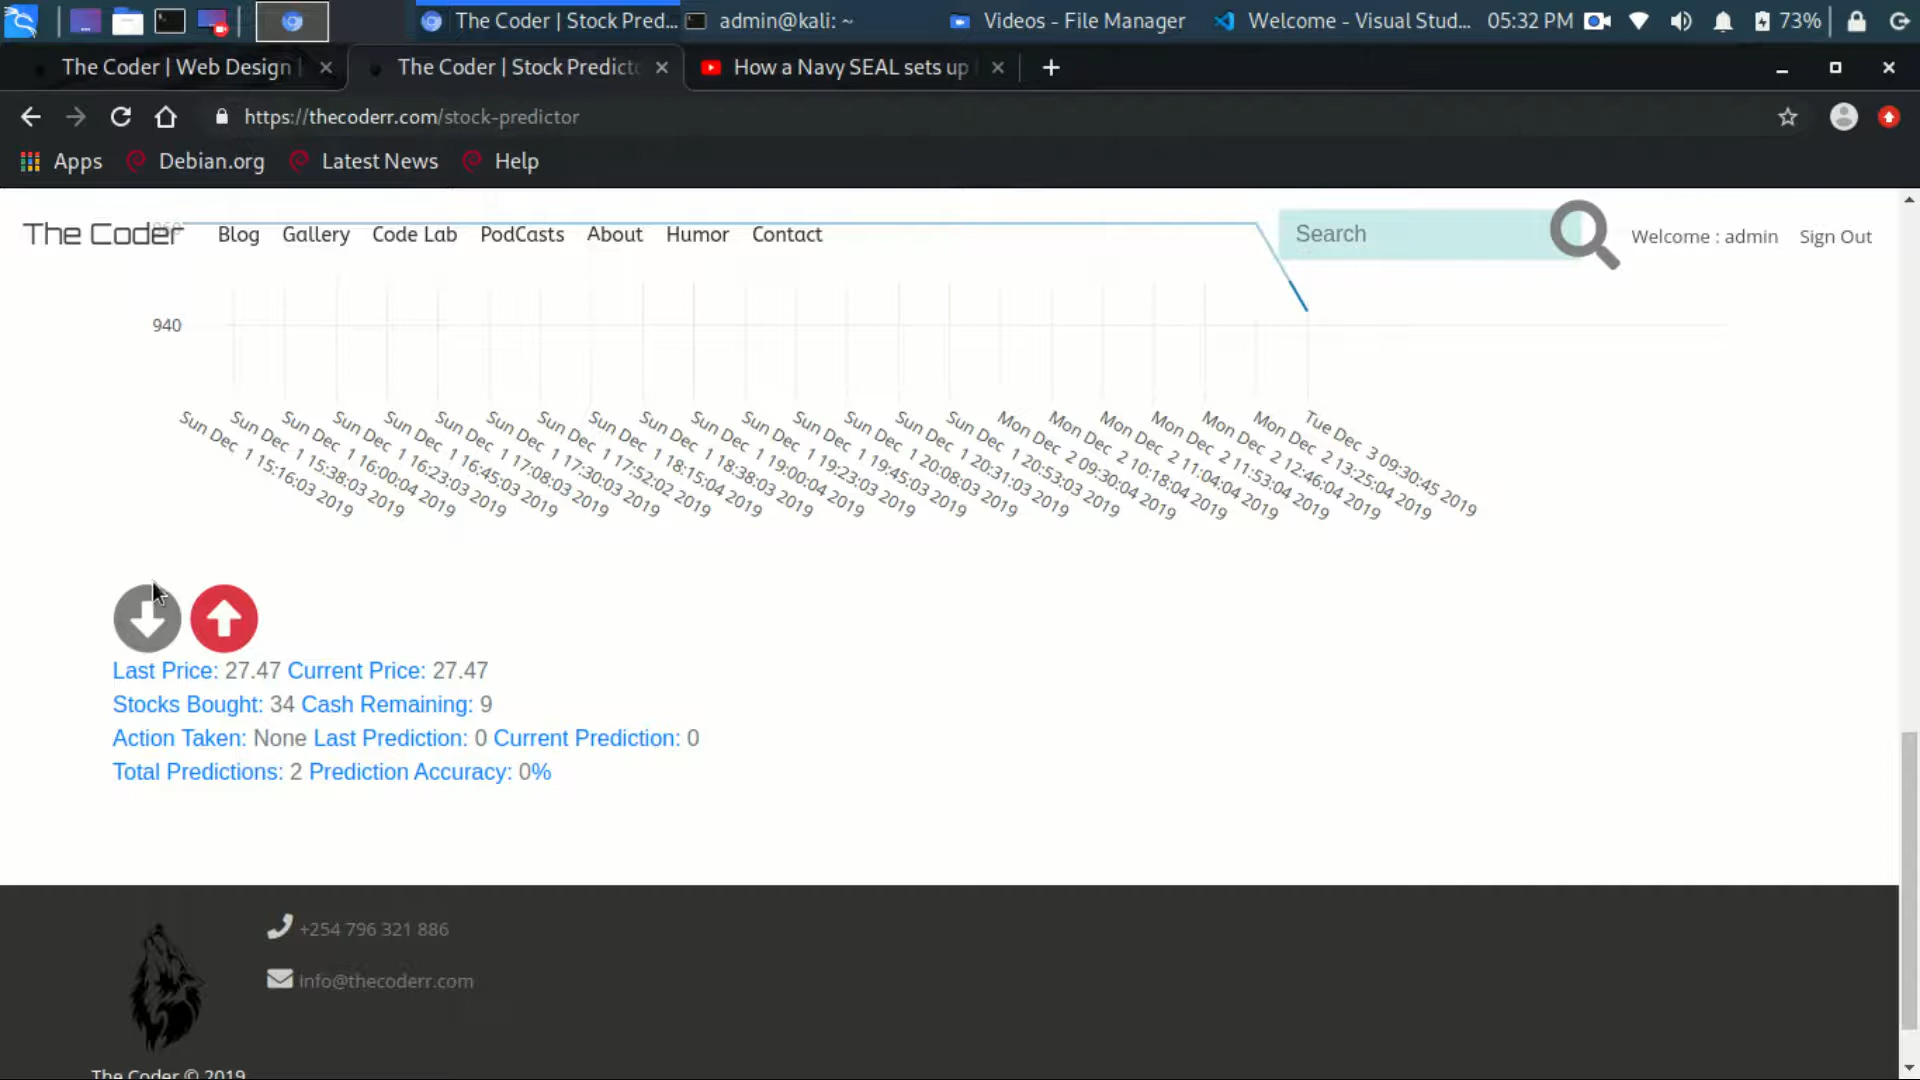 The Coder | Stock Pred... admin@kali: ~ Videos - File Manager Welcome - Visual Stud... 05:32 PM 73%
The Coder | Web Design | The Coder | Stock Predicto How a Navy SEAL sets up
https://thecoderr.com/stock-predictor
Apps Debian.org Latest News Help
The Coder Blog Gallery Code Lab PodCasts About Humor Contact Search Welcome : admin Sign Out
940
Sun Dec 1 15:16:03 2019
Sun Dec 1 15:38:03 2019
Sun Dec 1 16:00:04 2019
Sun Dec 1 16:23:03 2019
Sun Dec 1 16:45:03 2019
Sun Dec 1 17:08:03 2019
Sun Dec 1 17:30:03 2019
Sun Dec 1 17:52:02 2019
Sun Dec 1 18:15:04 2019
Sun Dec 1 18:38:03 2019
Sun Dec 1 19:00:04 2019
Sun Dec 1 19:23:03 2019
Sun Dec 1 19:45:03 2019
Sun Dec 1 20:08:03 2019
Sun Dec 1 20:31:03 2019
Sun Dec 1 20:53:03 2019
Mon Dec 2 09:30:04 2019
Mon Dec 2 10:18:04 2019
Mon Dec 2 11:04:04 2019
Mon Dec 2 11:53:04 2019
Mon Dec 2 12:46:04 2019
Mon Dec 2 13:25:04 2019
Tue Dec 3 09:30:45 2019
Last Price: 27.47 Current Price: 27.47
Stocks Bought: 34 Cash Remaining: 9
Action Taken: None Last Prediction: 0 Current Prediction: 0
Total Predictions: 2 Prediction Accuracy: 0%
+254 796 321 886
info@thecoderr.com
The Coder © 2019